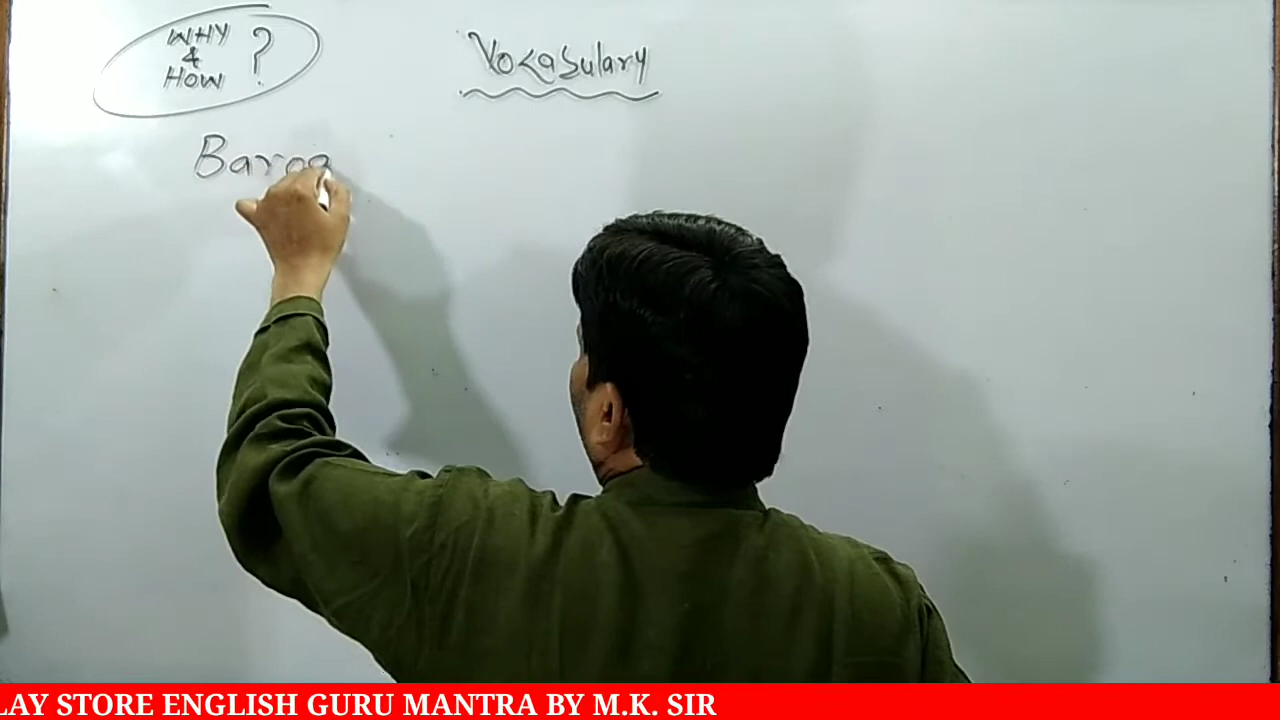 WHY
&
HOW ?
Vocabulary
LAY STORE ENGLISH GURU MANTRA BY M.K. SIR